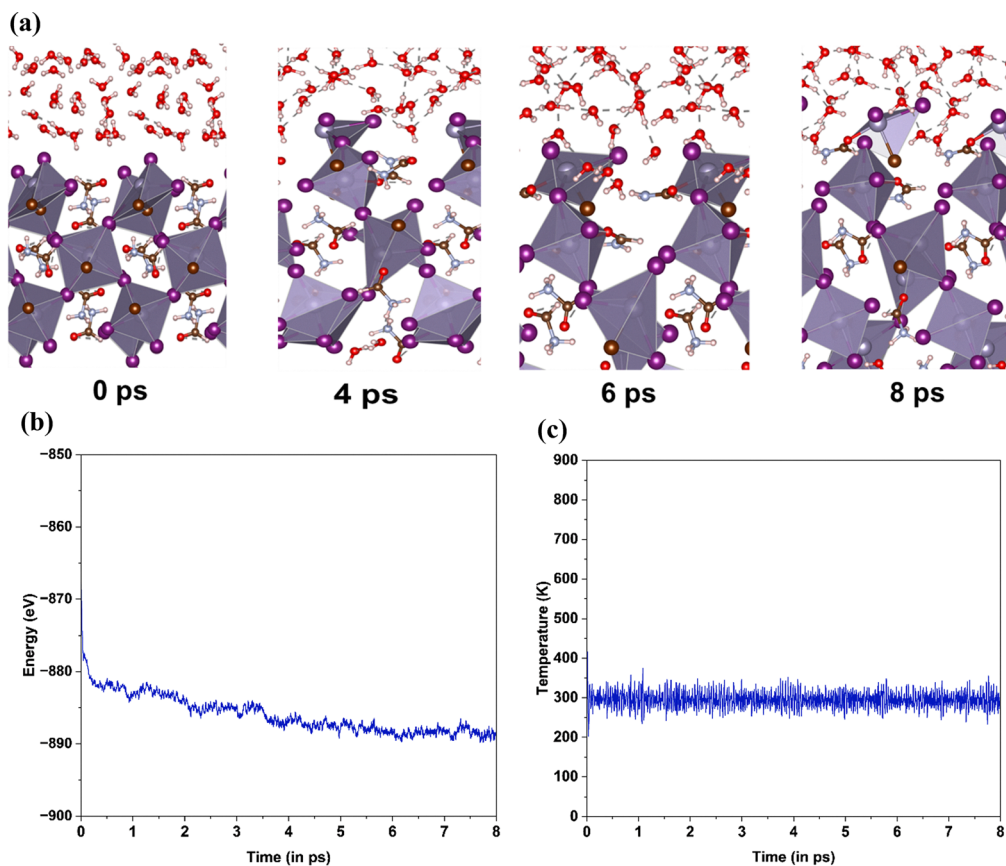 (a)
0 ps
4 ps
6 ps
8 ps
(b)
(c)
−850
−860
−870
−880
−890
−900
Energy (eV)
0 1 2 3 4 5 6 7 8
Time (in ps)
900
800
700
600
500
400
300
200
100
0
Temperature (K)
0 1 2 3 4 5 6 7 8
Time (in ps)